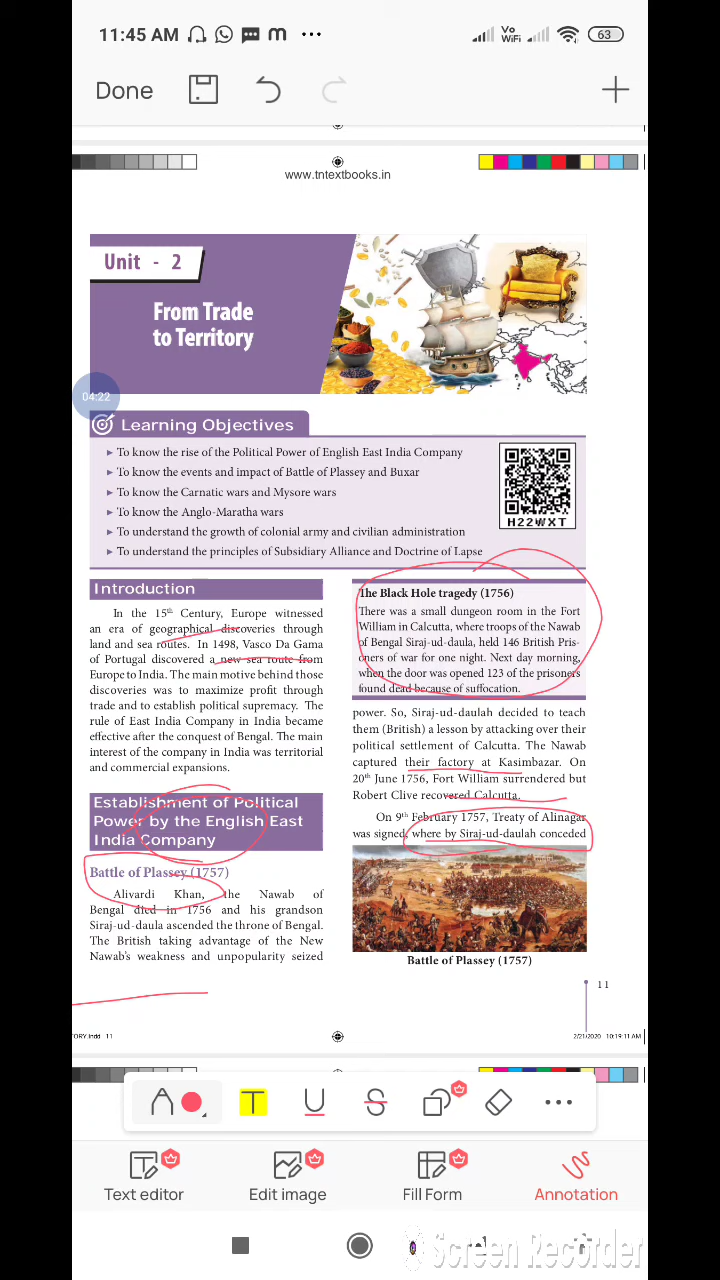 11:45 AM
Vo
WiFi
63
Done
www.tntextbooks.in
Unit - 2
From Trade
to Territory
04:22
Learning Objectives
To know the rise of the Political Power of English East India Company
To know the events and impact of Battle of Plassey and Buxar
To know the Carnatic wars and Mysore wars
To know the Anglo-Maratha wars
To understand the growth of colonial army and civilian administration
To understand the principles of Subsidiary Alliance and Doctrine of Lapse
H22WXT
Introduction
In the 15th Century, Europe witnessed
an era of geographical discoveries through
land and sea routes. In 1498, Vasco Da Gama
of Portugal discovered a new sea route from
Europe to India. The main motive behind those
discoveries was to maximize profit through
trade and to establish political supremacy. The
rule of East India Company in India became
effective after the conquest of Bengal. The main
interest of the company in India was territorial
and commercial expansions.
Establishment of Political
Power by the English East
India Company
Battle of Plassey (1757)
Alivardi Khan, the Nawab of
Bengal died in 1756 and his grandson
Siraj-ud-daula ascended the throne of Bengal.
The British taking advantage of the New
Nawab's weakness and unpopularity seized
The Black Hole tragedy (1756)
There was a small dungeon room in the Fort
William in Calcutta, where troops of the Nawab
of Bengal Siraj-ud-daula, held 146 British Pris-
oners of war for one night. Next day morning,
when the door was opened 123 of the prisoners
found dead because of suffocation.
power. So, Siraj-ud-daulah decided to teach
them (British) a lesson by attacking over their
political settlement of Calcutta. The Nawab
captured their factory at Kasimbazar. On
20th June 1756, Fort William surrendered but
Robert Clive recovered Calcutta.
On 9th February 1757, Treaty of Alinagar
was signed, where by Siraj-ud-daulah conceded
Battle of Plassey (1757)
11
ORY.indd 11
2/21/2020 10:19:11 AM
T
U
S
Text editor
Edit image
Fill Form
Annotation
Screen Recorder